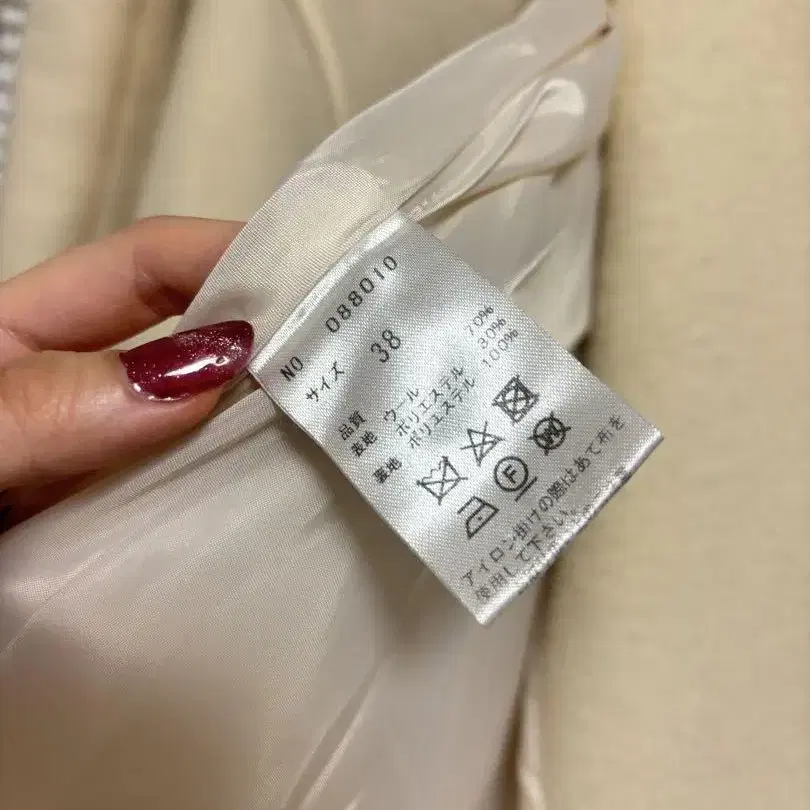 NO 088010
サイズ 38
品質
表地 ウール 70%
ポリエステル 30%
裏地 ポリエステル 100%
F W
アイロン掛けの際はあて布を
使用して下さい。